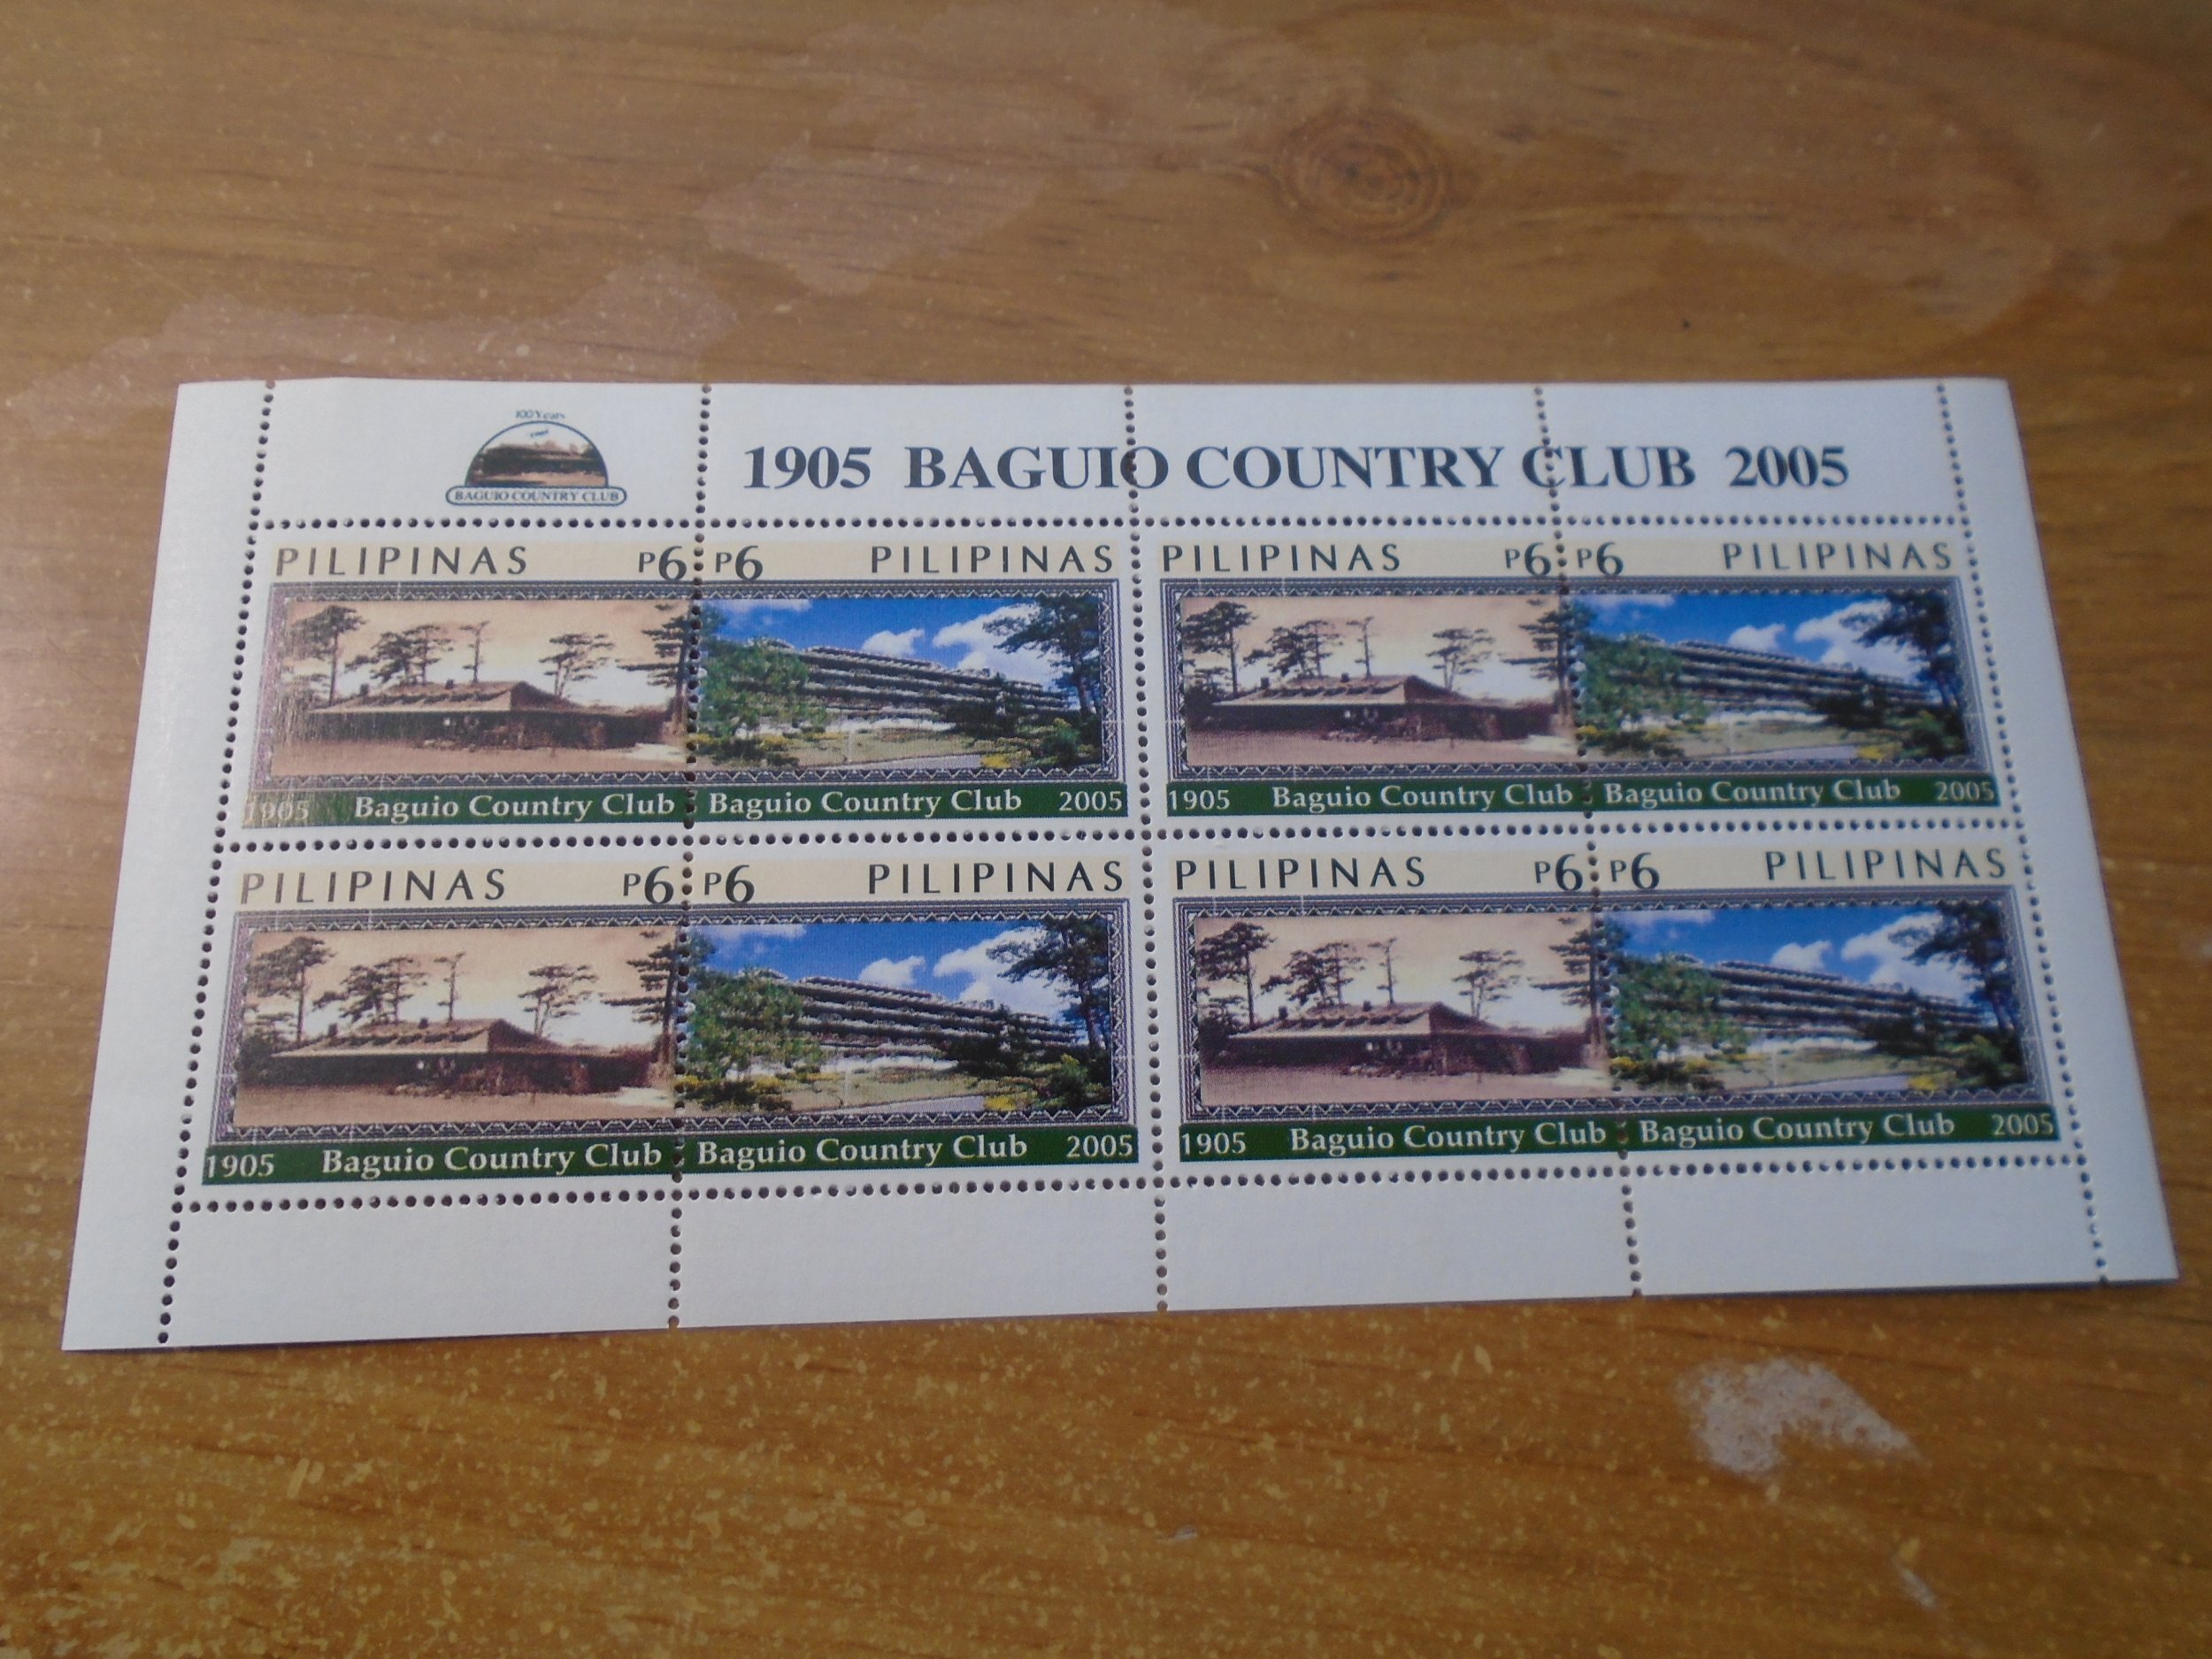 100 Years
BAGUIO COUNTRY CLUB
1905 BAGUIO COUNTRY CLUB 2005
PILIPINAS P6 P6 PILIPINAS PILIPINAS P6 P6 PILIPINAS
1905 Baguio Country Club Baguio Country Club 2005 1905 Baguio Country Club Baguio Country Club 2005
PILIPINAS P6 P6 PILIPINAS PILIPINAS P6 P6 PILIPINAS
1905 Baguio Country Club Baguio Country Club 2005 1905 Baguio Country Club Baguio Country Club 2005